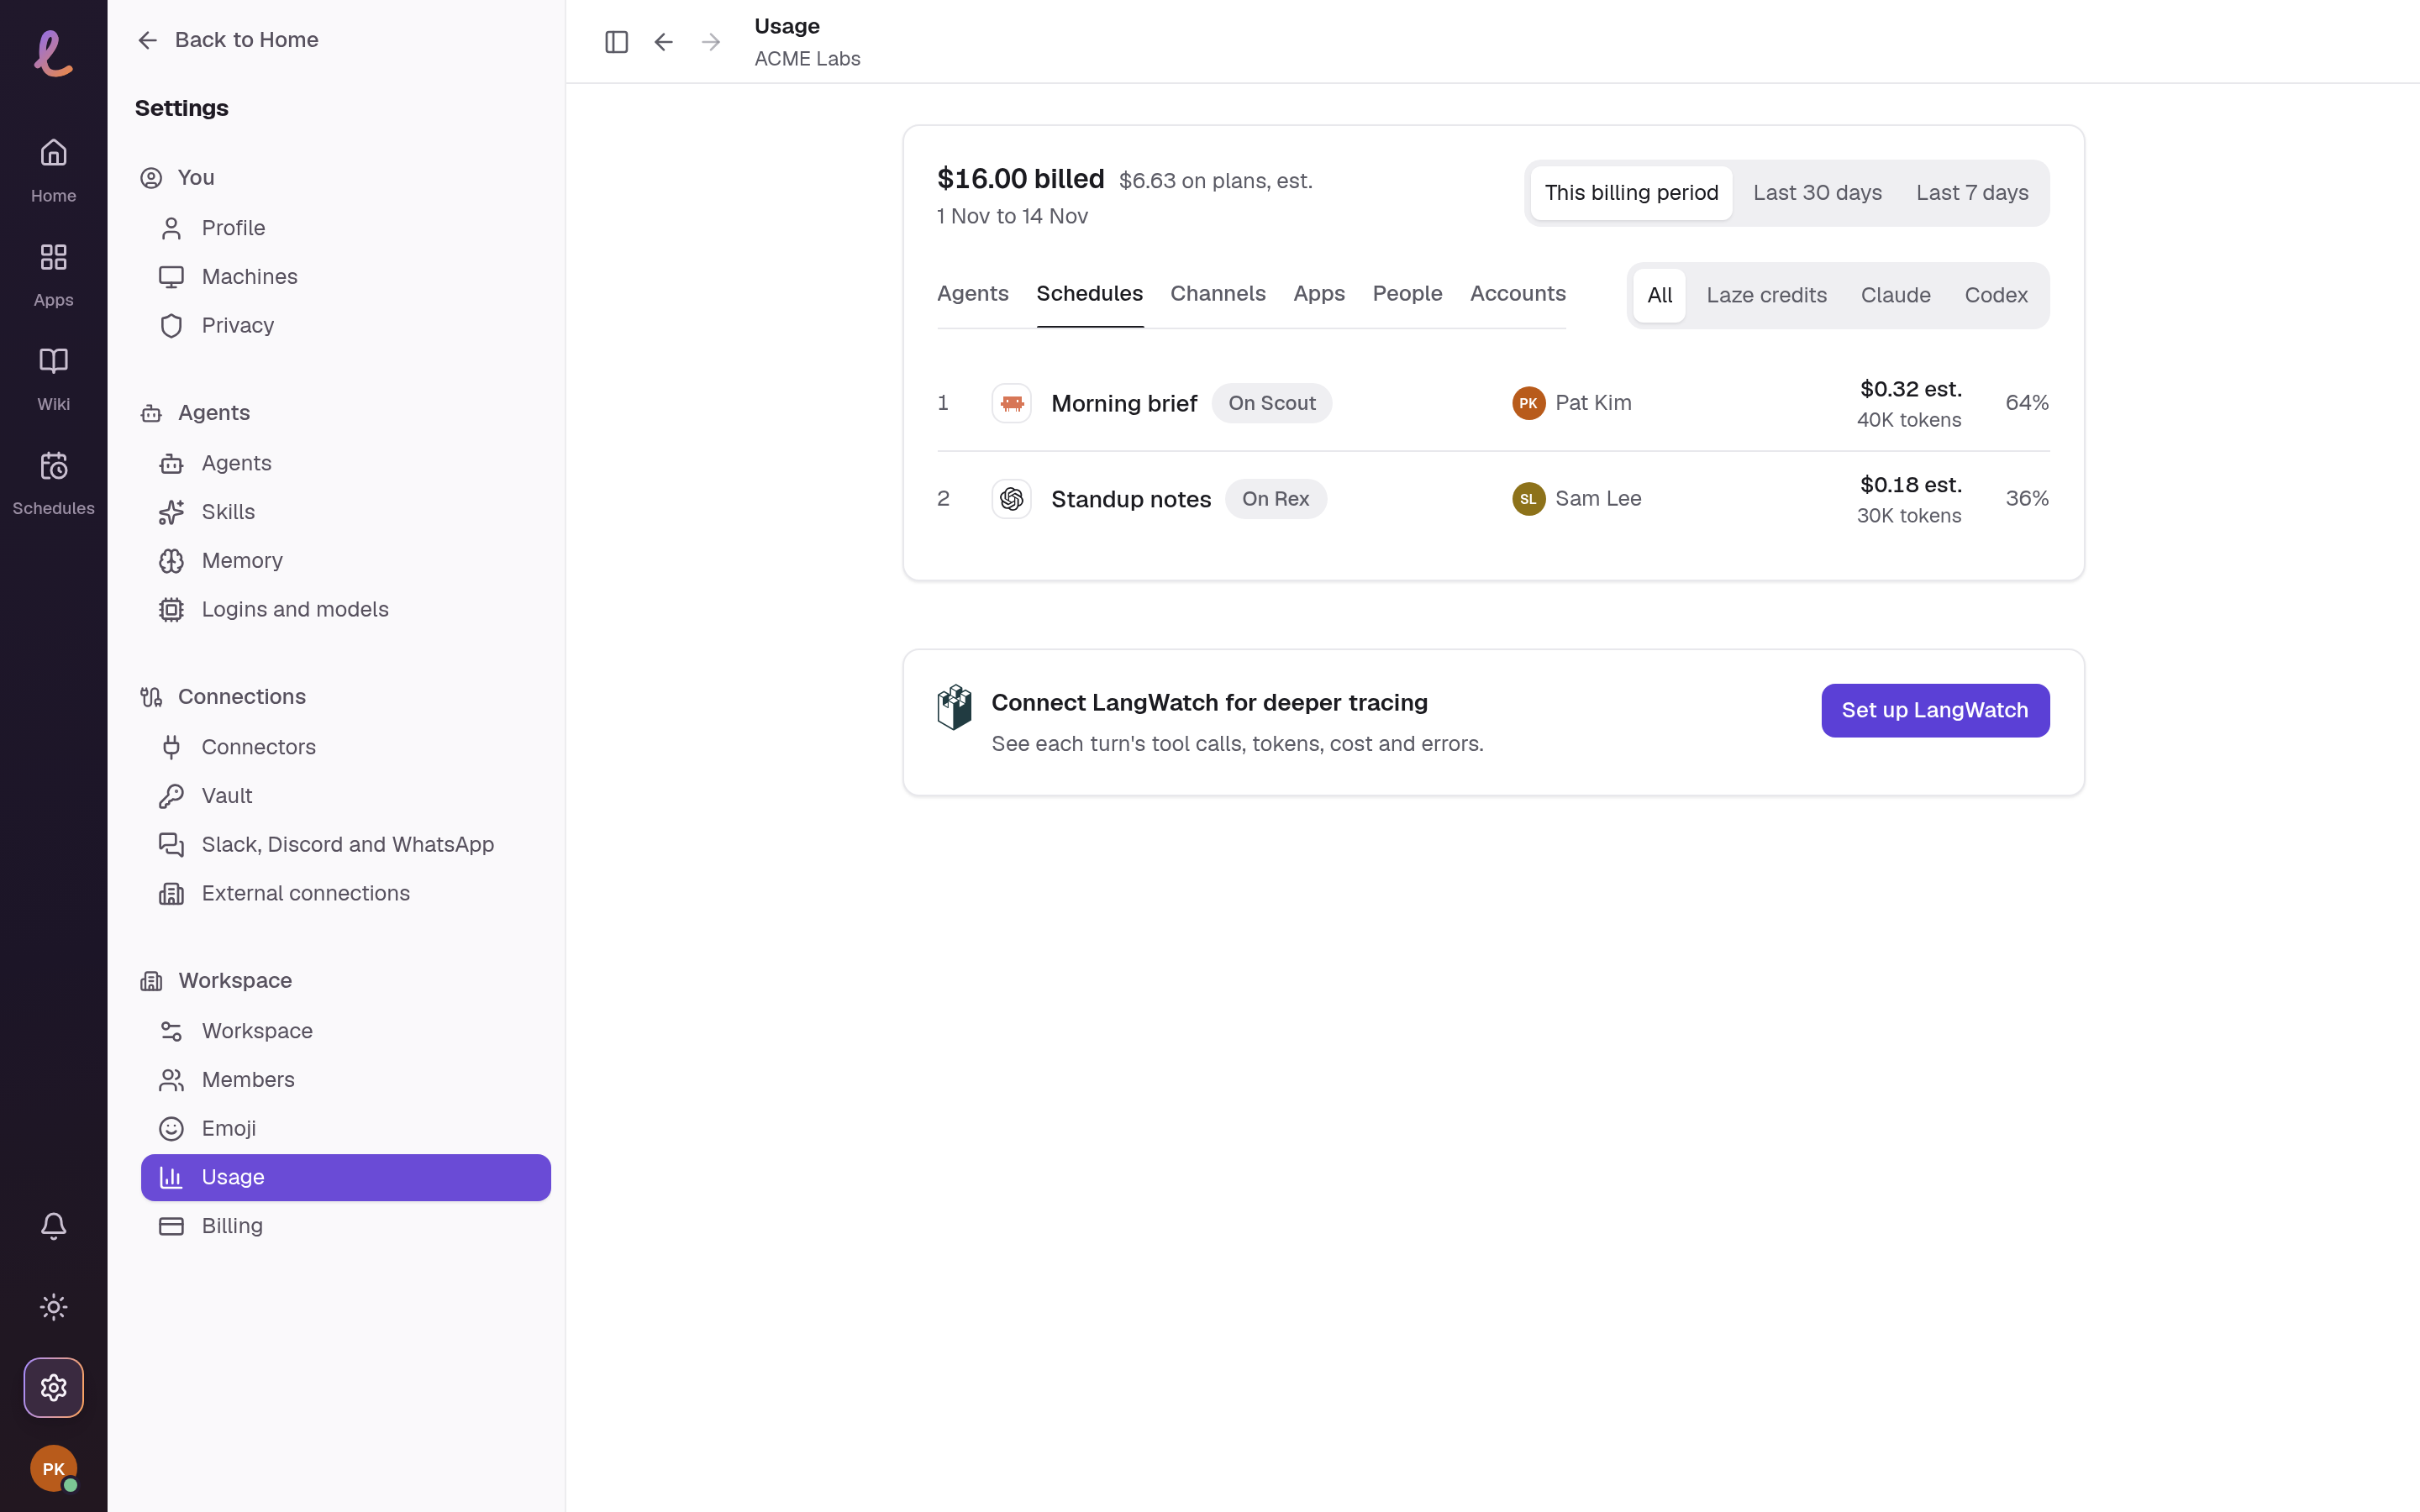 Back to Home
Settings
You
Profile
Machines
Privacy
Agents
Agents
Skills
Memory
Logins and models
Connections
Connectors
Vault
Slack, Discord and WhatsApp
External connections
Workspace
Workspace
Members
Emoji
Usage
Billing
Home
Apps
Wiki
Schedules
PK
Usage
ACME Labs
$16.00 billed $6.63 on plans, est.
1 Nov to 14 Nov
This billing period Last 30 days Last 7 days
Agents Schedules Channels Apps People Accounts
All Laze credits Claude Codex
1 Morning brief On Scout PK Pat Kim $0.32 est. 64%
40K tokens
2 Standup notes On Rex SL Sam Lee $0.18 est. 36%
30K tokens
Connect LangWatch for deeper tracing
See each turn's tool calls, tokens, cost and errors.
Set up LangWatch